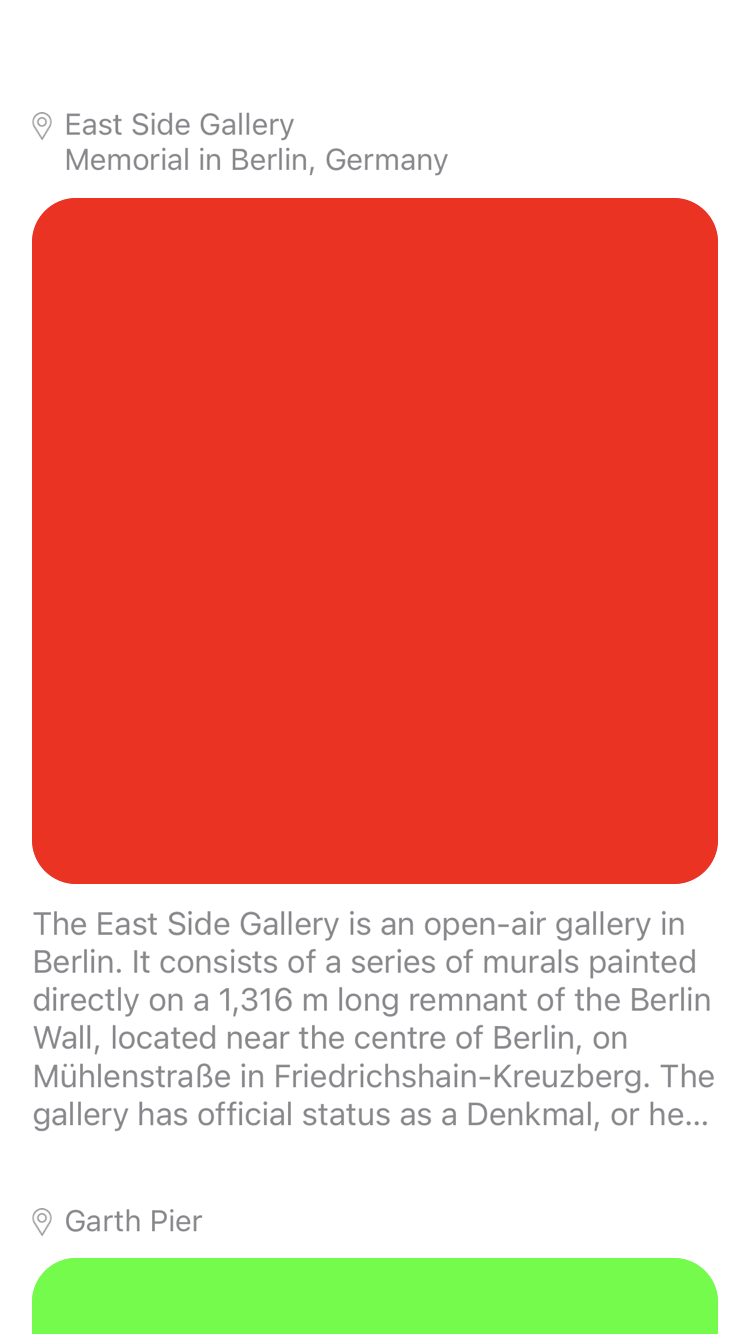 East Side Gallery
Memorial in Berlin, Germany
The East Side Gallery is an open-air gallery in
Berlin. It consists of a series of murals painted
directly on a 1,316 m long remnant of the Berlin
Wall, located near the centre of Berlin, on
Mühlenstraße in Friedrichshain-Kreuzberg. The
gallery has official status as a Denkmal, or he...
Garth Pier